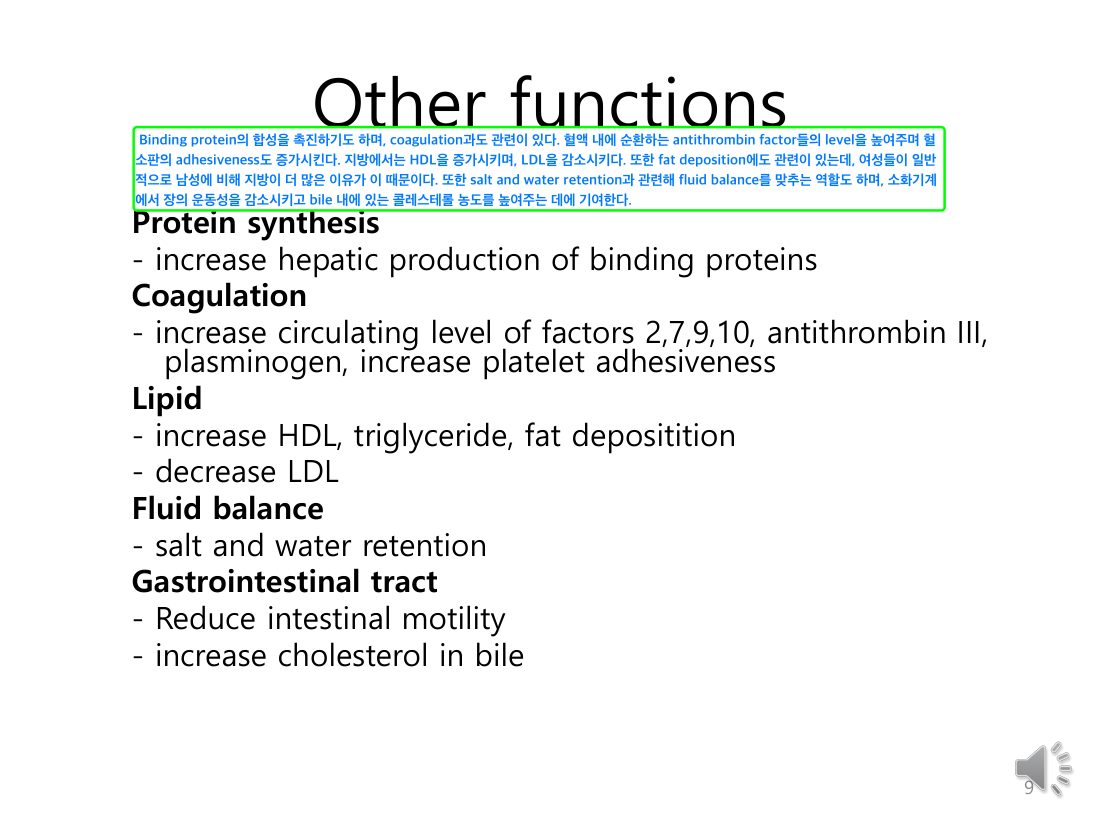 Other functions
Binding protein의 합성을 촉진하기도 하며, coagulation과도 관련이 있다. 혈액 내에 순환하는 antithrombin factor들의 level을 높여주며 혈
소판의 adhesiveness도 증가시킨다. 지방에서는 HDL을 증가시키며, LDL을 감소시키다. 또한 fat deposition에도 관련이 있는데, 여성들이 일반
적으로 남성에 비해 지방이 더 많은 이유가 이 때문이다. 또한 salt and water retention과 관련해 fluid balance를 맞추는 역할도 하며, 소화기계
에서 장의 운동성을 감소시키고 bile 내에 있는 콜레스테롤 농도를 높여주는 데에 기여한다.
Protein synthesis
- increase hepatic production of binding proteins
Coagulation
- increase circulating level of factors 2,7,9,10, antithrombin III,
plasminogen, increase platelet adhesiveness
Lipid
- increase HDL, triglyceride, fat depositition
- decrease LDL
Fluid balance
- salt and water retention
Gastrointestinal tract
- Reduce intestinal motility
- increase cholesterol in bile
9